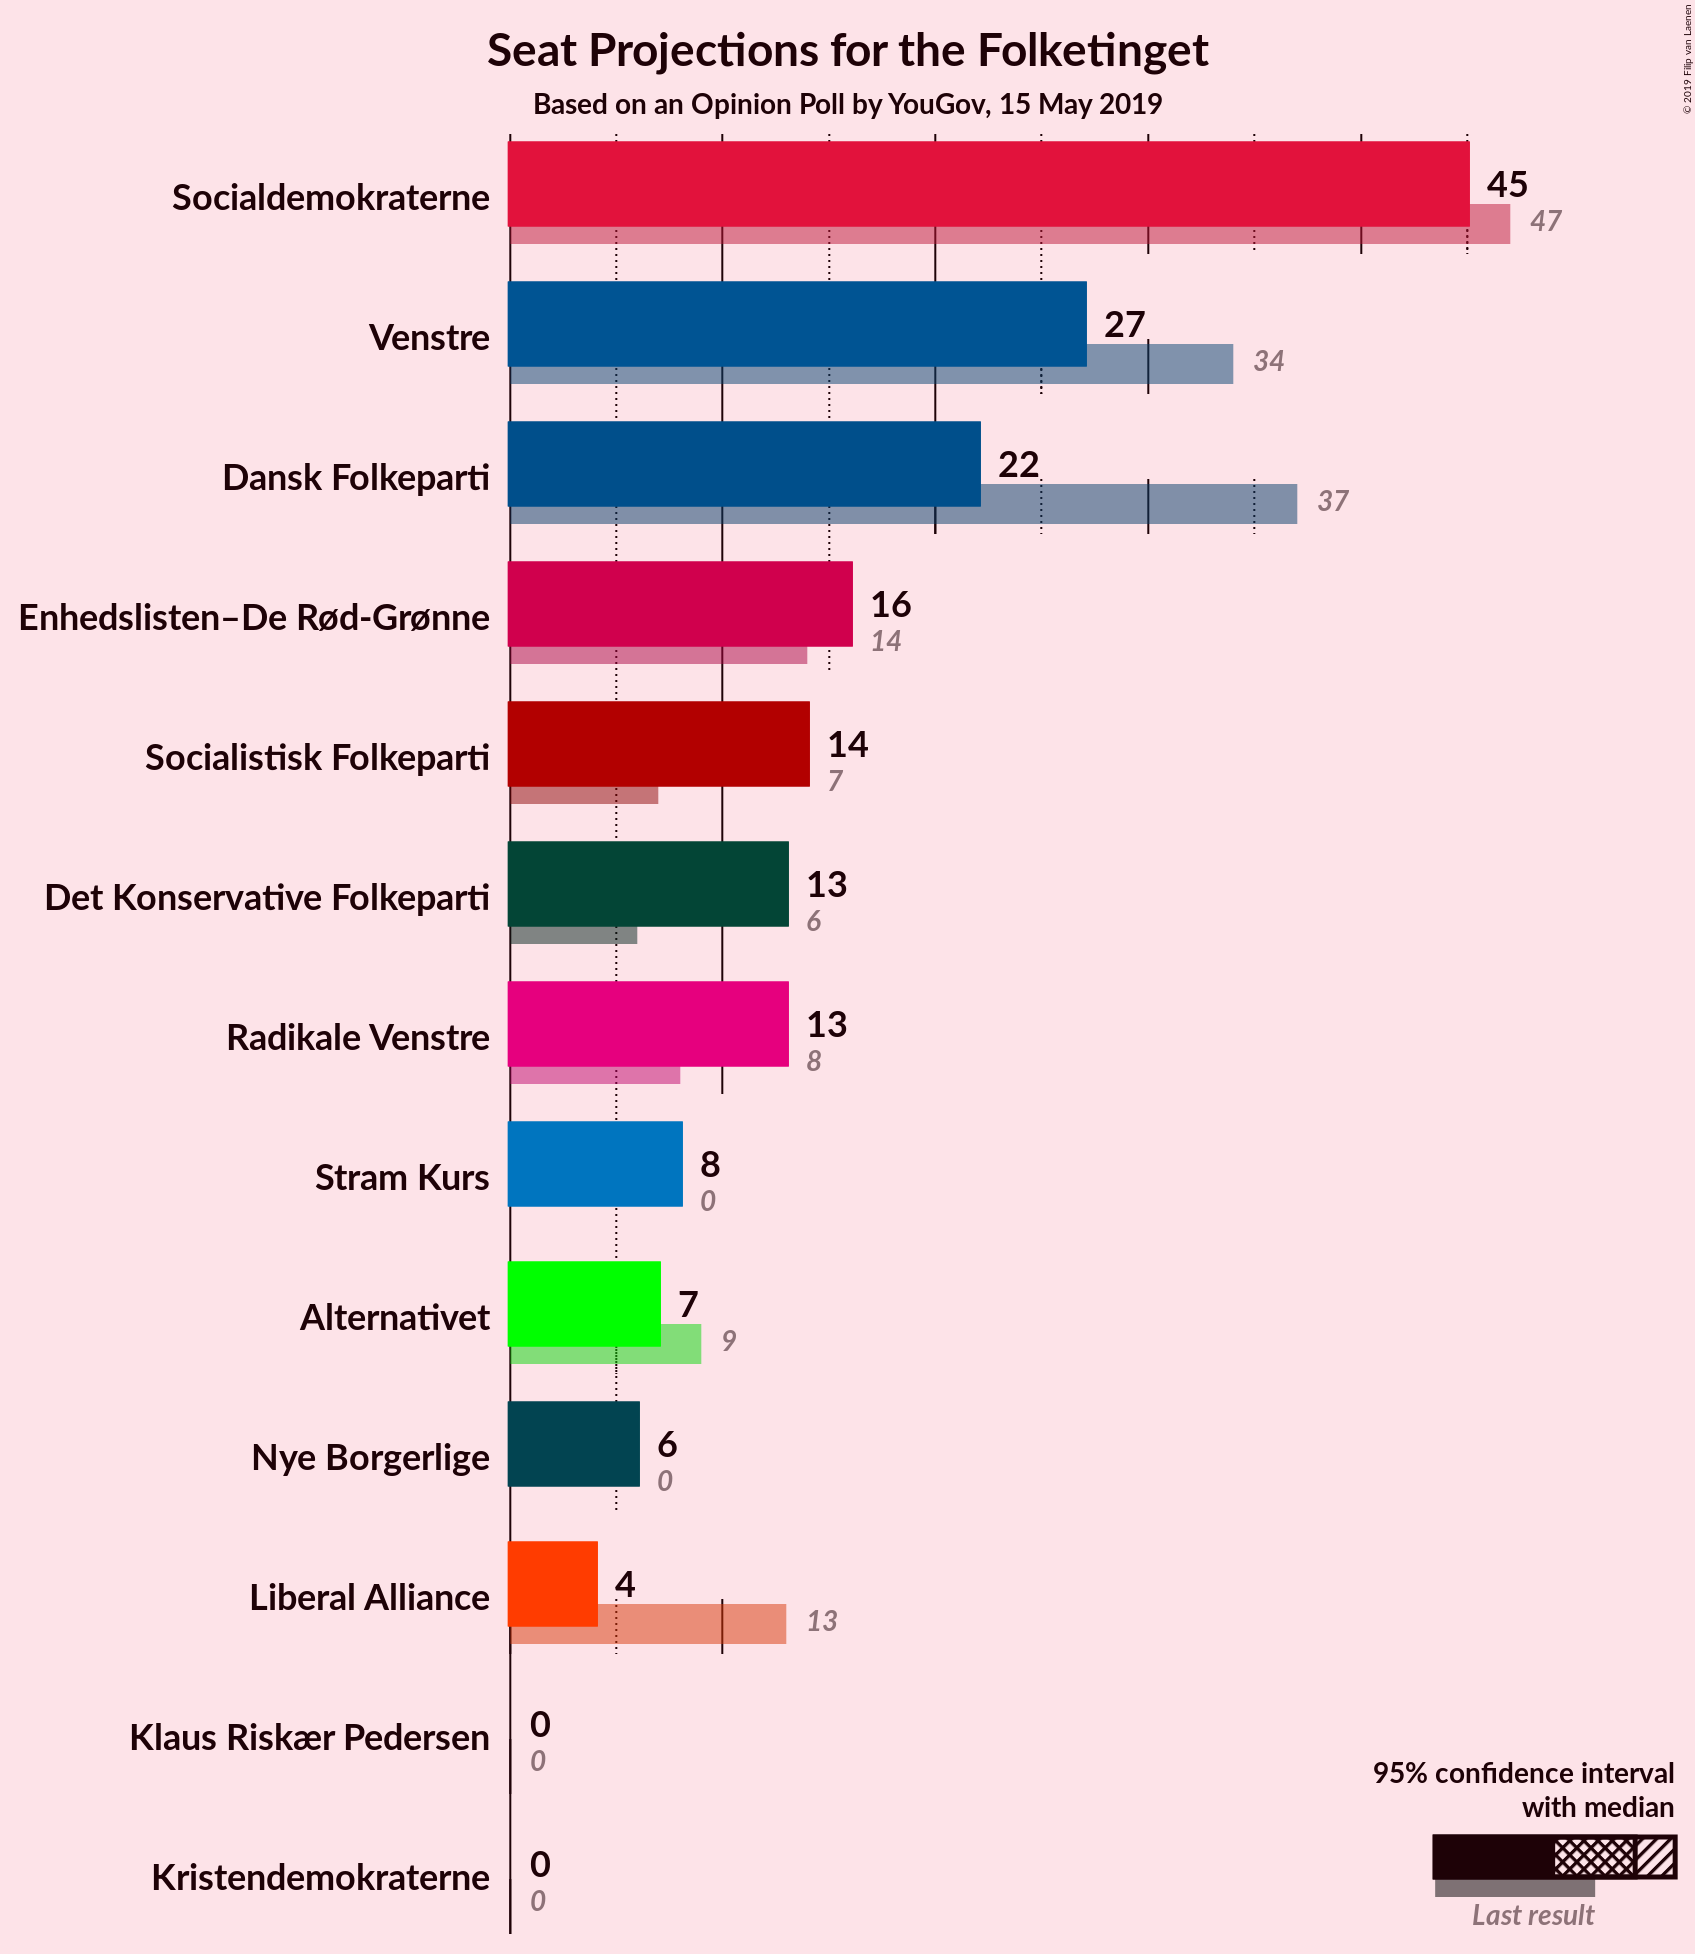 Seat Projections for the Folketinget
Based on an Opinion Poll by YouGov, 15 May 2019
© 2019 Filip van Laenen
Socialdemokraterne
45
47
Venstre
27
34
Dansk Folkeparti
22
37
Enhedslisten–De Rød-Grønne
16
14
Socialistisk Folkeparti
14
7
Det Konservative Folkeparti
13
6
Radikale Venstre
13
8
Stram Kurs
8
0
Alternativet
7
9
Nye Borgerlige
6
0
Liberal Alliance
4
13
Klaus Riskær Pedersen
0
0
Kristendemokraterne
0
0
95% confidence interval
with median
Last result